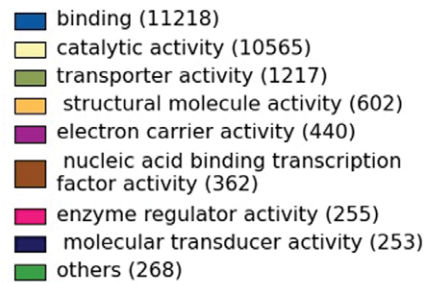 binding (11218)
catalytic activity (10565)
transporter activity (1217)
structural molecule activity (602)
electron carrier activity (440)
nucleic acid binding transcription
factor activity (362)
enzyme regulator activity (255)
molecular transducer activity (253)
others (268)